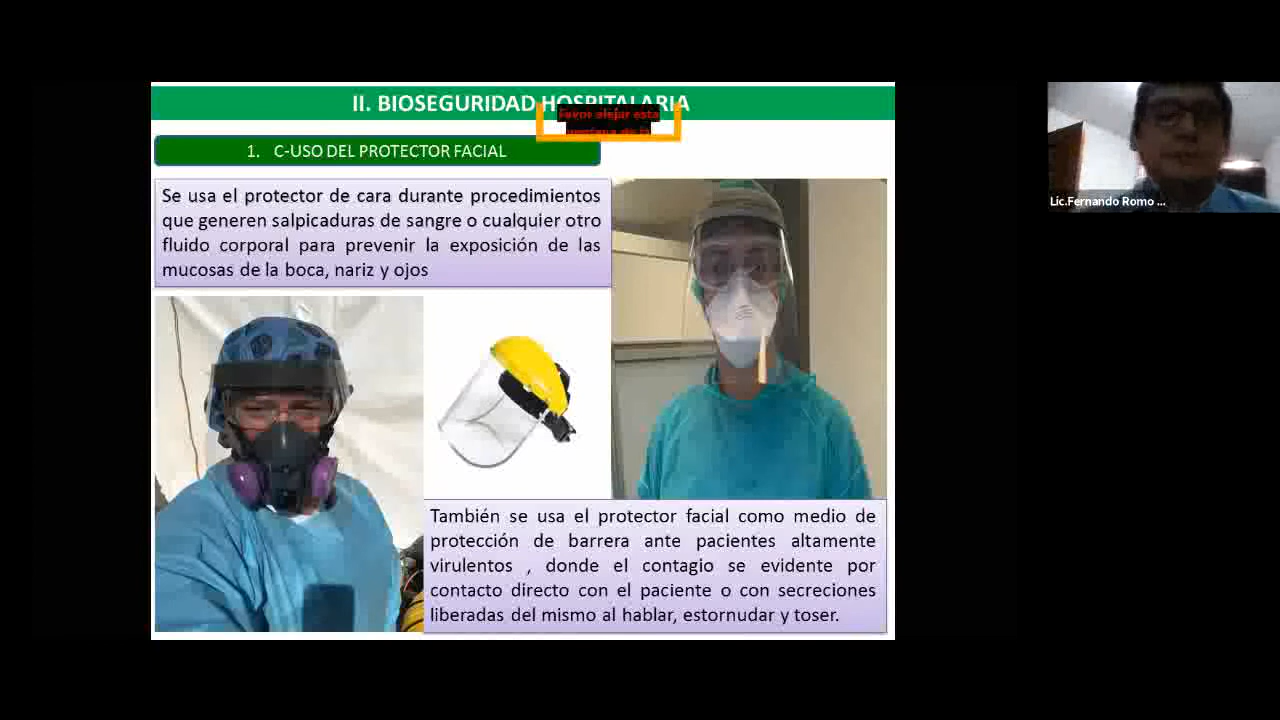 II. BIOSEGURIDAD HOSPITALARIA
Favor alejar esta
ventana de la
1. C-USO DEL PROTECTOR FACIAL
Se usa el protector de cara durante procedimientos
que generen salpicaduras de sangre o cualquier otro
fluido corporal para prevenir la exposición de las
mucosas de la boca, nariz y ojos
También se usa el protector facial como medio de
protección de barrera ante pacientes altamente
virulentos , donde el contagio se evidente por
contacto directo con el paciente o con secreciones
liberadas del mismo al hablar, estornudar y toser.
Lic.Fernando Romo ...